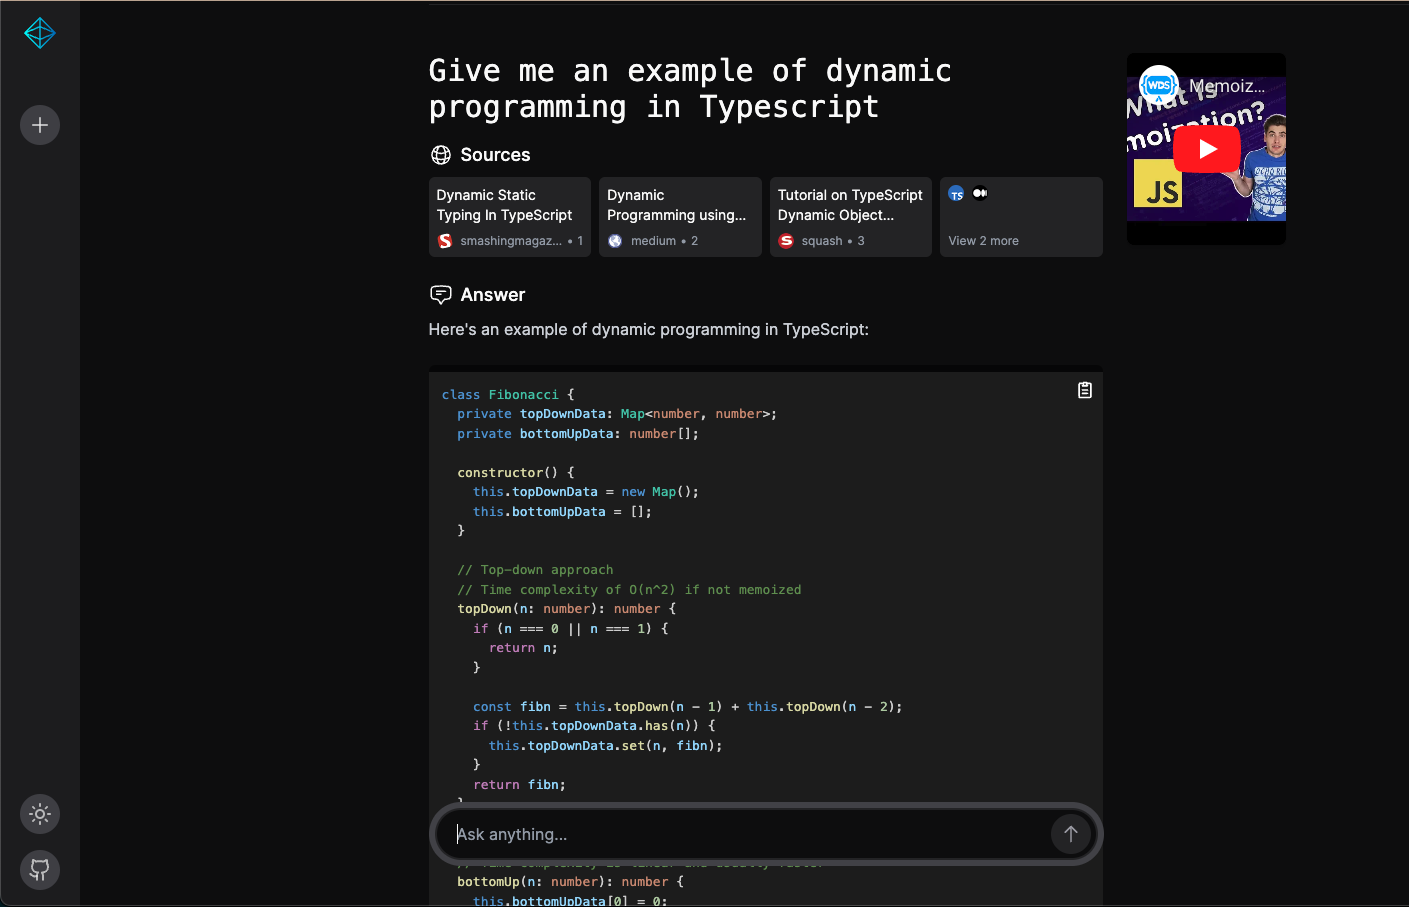 Give me an example of dynamic
programming in Typescript
Sources
Dynamic Static
Typing In TypeScript
smashingmagaz... • 1
Dynamic
Programming using...
medium • 2
Tutorial on TypeScript
Dynamic Object...
squash • 3
TS
View 2 more
WDS
Memoiz...
What is
moization?
JS
Answer
Here's an example of dynamic programming in TypeScript:
class Fibonacci {
  private topDownData: Map<number, number>;
  private bottomUpData: number[];
  constructor() {
    this.topDownData = new Map();
    this.bottomUpData = [];
  }
  // Top-down approach
  // Time complexity of O(n^2) if not memoized
  topDown(n: number): number {
    if (n === 0 || n === 1) {
      return n;
    }
    const fibn = this.topDown(n - 1) + this.topDown(n - 2);
    if (!this.topDownData.has(n)) {
      this.topDownData.set(n, fibn);
    }
    return fibn;
  }
Ask anything...
  bottomUp(n: number): number {
    this.bottomUpData[0] = 0;